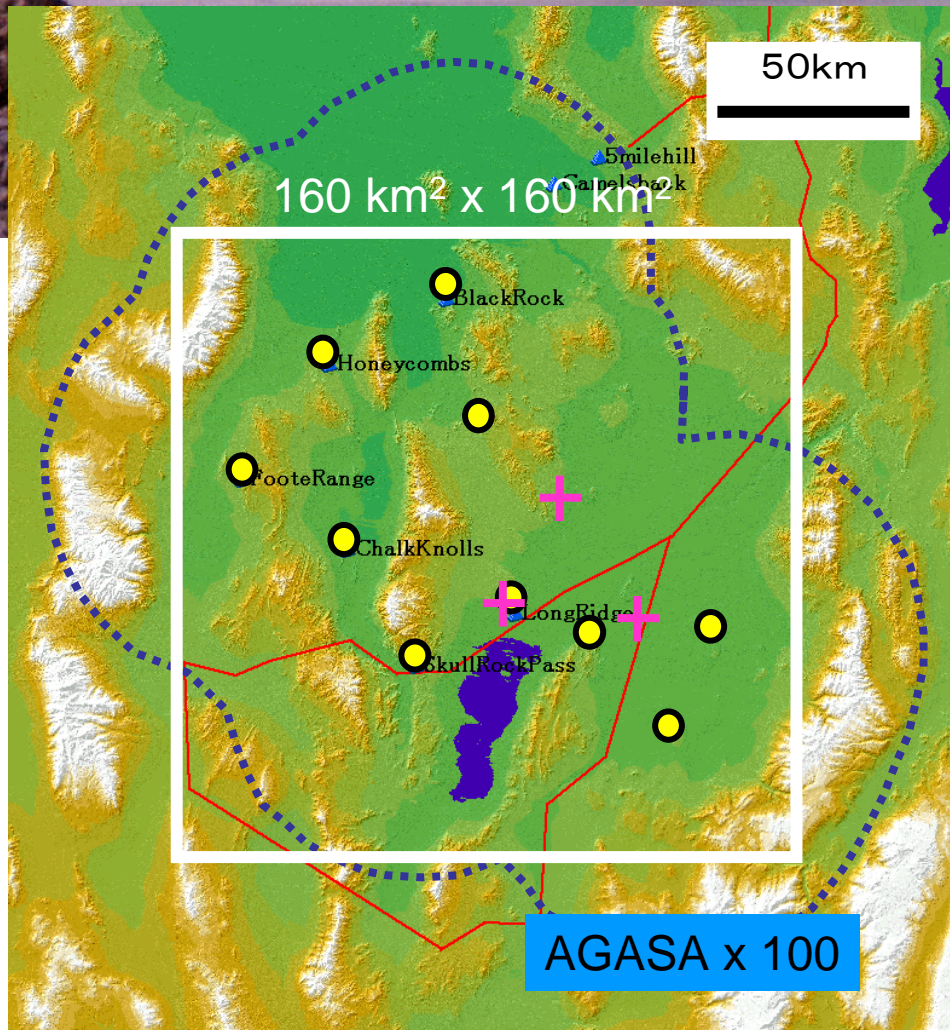 50km
5milehill
Camelsback
160 km² x 160 km²
BlackRock
Honeycombs
FooteRange
ChalkKnolls
LongRidge
SkullRockPass
AGASA x 100